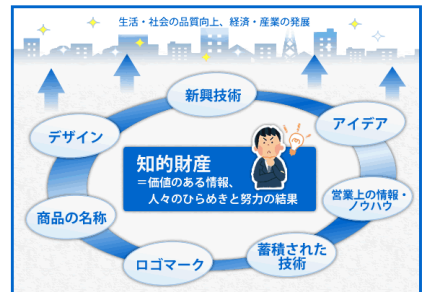 生活・社会の品質向上、経済・産業の発展
新興技術
デザイン
アイデア
知的財産
＝価値のある情報、
人々のひらめきと努力の結果
商品の名称
営業上の情報・
ノウハウ
ロゴマーク
蓄積された
技術